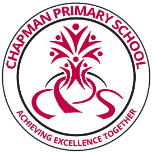 CHAPMAN PRIMARY SCHOOL
CPS
ACHIEVING EXCELLENCE TOGETHER